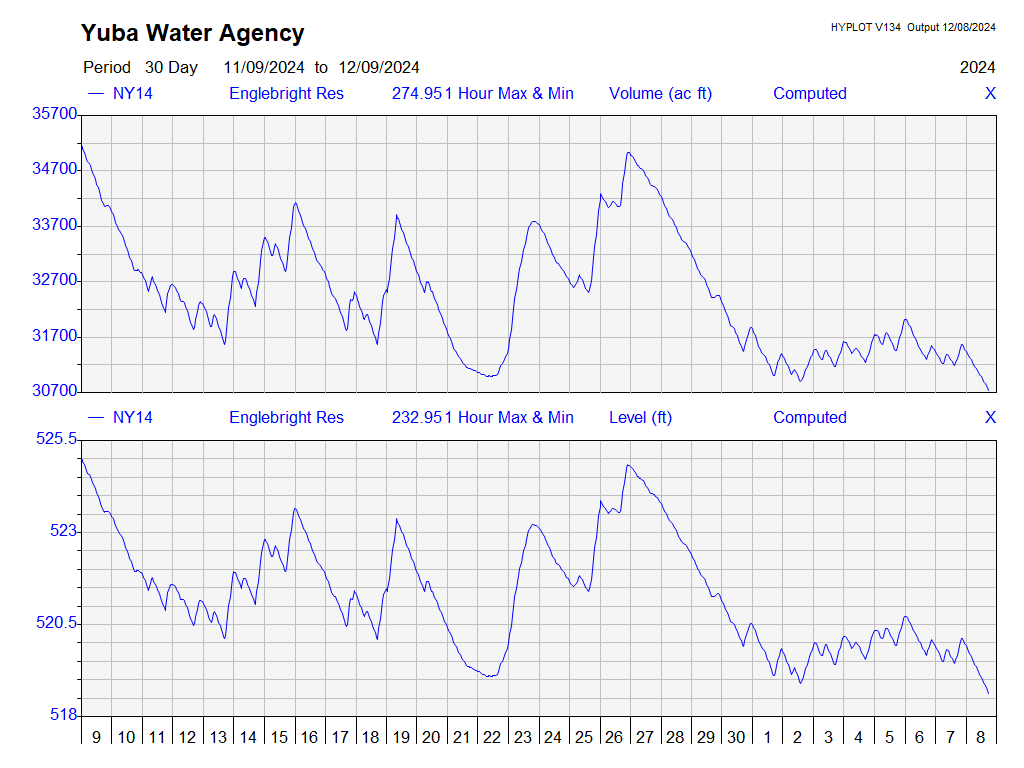 Yuba Water Agency
HYPLOT V134 Output 12/08/2024
Period 30 Day 11/09/2024 to 12/09/2024 2024
NY14 Englebright Res 274.951 Hour Max & Min Volume (ac ft) Computed X
35700
34700
33700
32700
31700
30700
NY14 Englebright Res 232.951 Hour Max & Min Level (ft) Computed X
525.5
523
520.5
518
9 10 11 12 13 14 15 16 17 18 19 20 21 22 23 24 25 26 27 28 29 30 1 2 3 4 5 6 7 8